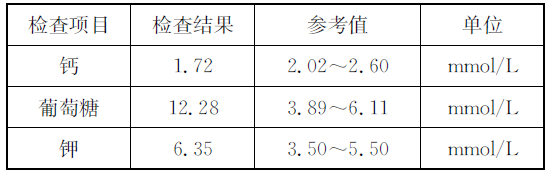 检查项目 检查结果 参考值 单位
钙 1.72 2.02～2.60 mmol/L
葡萄糖 12.28 3.89～6.11 mmol/L
钾 6.35 3.50～5.50 mmol/L